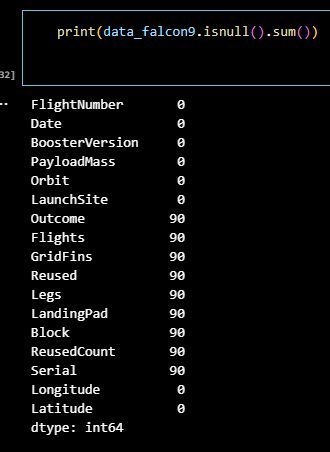 print(data_falcon9.isnull().sum())
32]
..
FlightNumber 0
Date 0
BoosterVersion 0
PayloadMass 0
Orbit 0
LaunchSite 0
Outcome 90
Flights 90
GridFins 90
Reused 90
Legs 90
LandingPad 90
Block 90
ReusedCount 90
Serial 90
Longitude 0
Latitude 0
dtype: int64